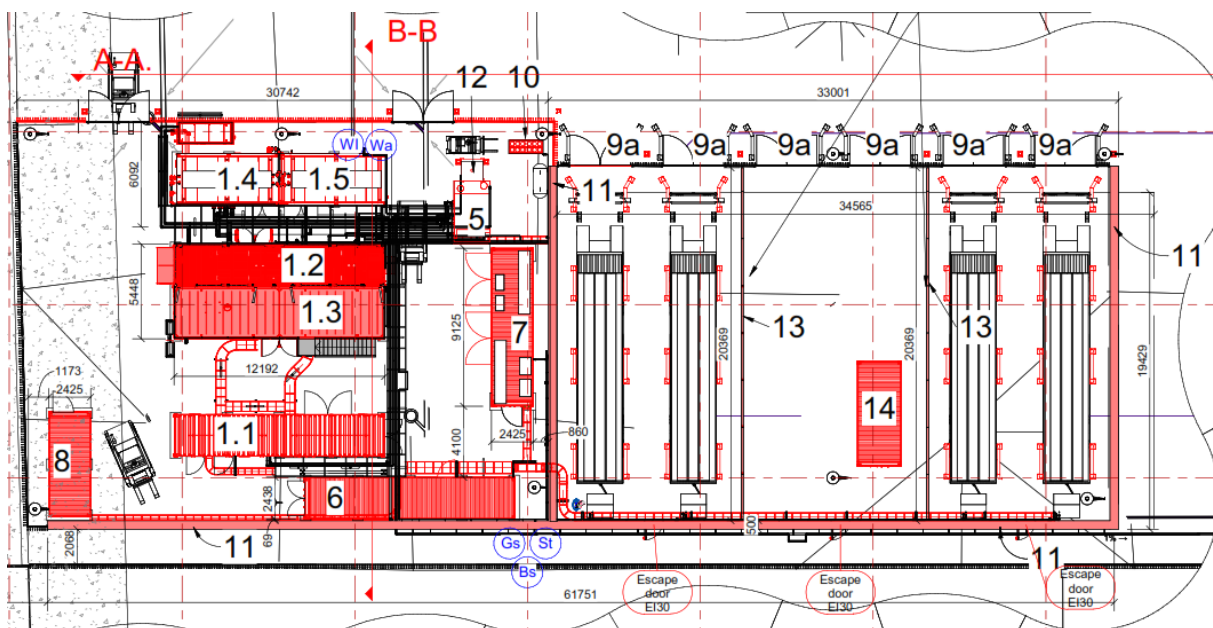 B-B
A-A.
12
10
30742
33001
9a
9a
9a
9a
9a
9a
Wl
Wa
6092
1.4
1.5
11
5
34565
11
1.2
5448
1.3
9125
7
13
13
20369
20369
19429
12192
1173
2425
14
1.1
2425
860
4100
8
6
2438
500
2068
11
69
Gs
St
11
Bs
Escape
door
EI30
Escape
door
EI30
Escape
door
EI30
61751